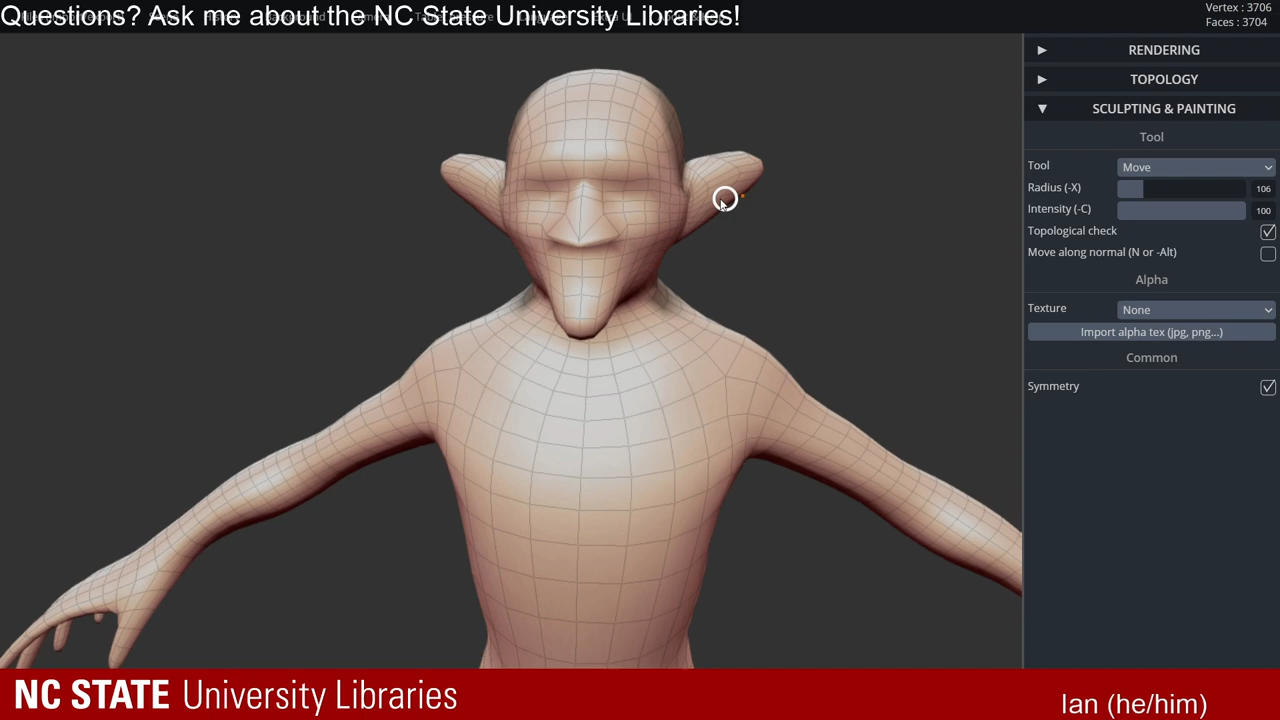 Questions? Ask me about the NC State University Libraries!
Vertex : 3706
Faces : 3704
RENDERING
TOPOLOGY
SCULPTING & PAINTING
Tool
Tool Move
Radius (-X) 106
Intensity (-C) 100
Topological check
Move along normal (N or -Alt)
Alpha
Texture None
Import alpha tex (jpg, png...)
Common
Symmetry
NC STATE University Libraries
Ian (he/him)